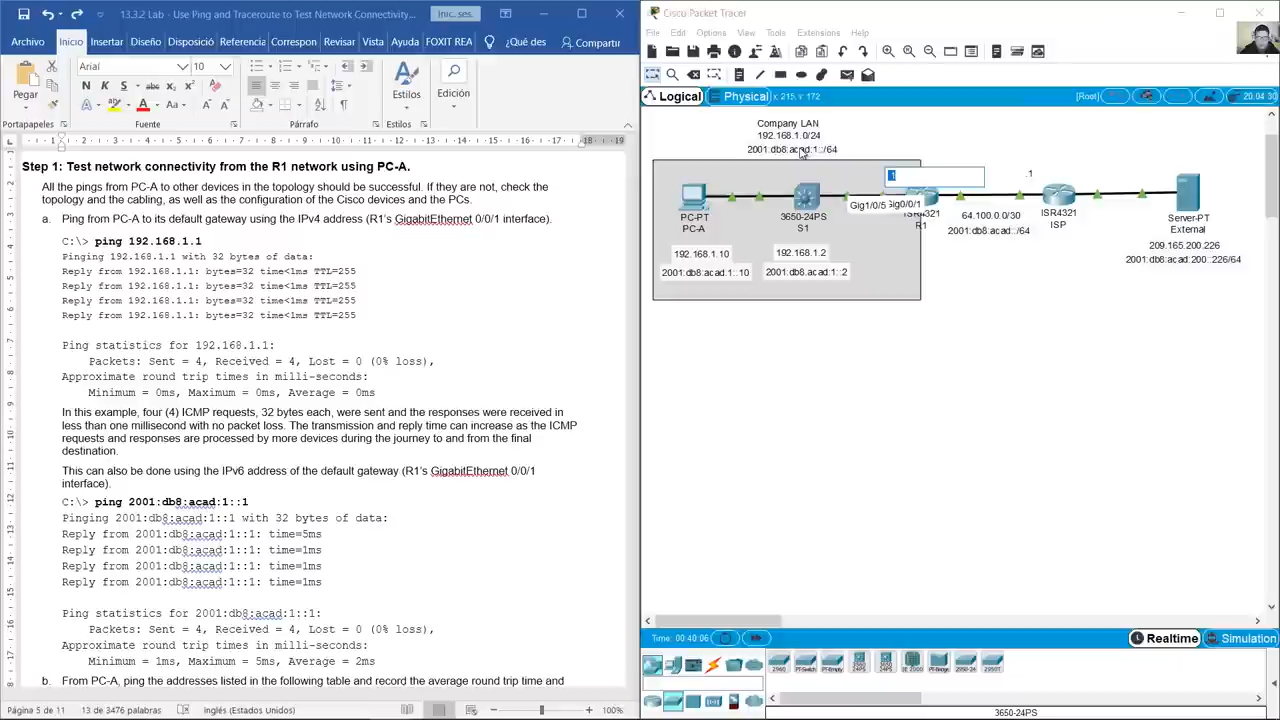 13.3.2 Lab - Use Ping and Traceroute to Test Network Connectivity...
Inic. ses.
Archivo
Inicio
Diseño
Disposición
Referencia
Correspon
Revisar
Vista
FOXIT REA
¿Qué des
Compartir
Pegar
Arial
10
Estilos
Edición
Portapapeles
Fuente
Párrafo
Estilos
Step 1: Test network connectivity from the R1 network using PC-A.
All the pings from PC-A to other devices in the topology should be successful. If they are not, check the
topology and the cabling, as well as the configuration of the Cisco devices and the PCs.
a. Ping from PC-A to its default gateway using the IPv4 address (R1's GigabitEthernet 0/0/1 interface).
C:\> ping 192.168.1.1
Pinging 192.168.1.1 with 32 bytes of data:
Reply from 192.168.1.1: bytes=32 time<1ms TTL=255
Reply from 192.168.1.1: bytes=32 time<1ms TTL=255
Reply from 192.168.1.1: bytes=32 time<1ms TTL=255
Reply from 192.168.1.1: bytes=32 time<1ms TTL=255
Ping statistics for 192.168.1.1:
Packets: Sent = 4, Received = 4, Lost = 0 (0% loss),
Approximate round trip times in milli-seconds:
Minimum = 0ms, Maximum = 0ms, Average = 0ms
In this example, four (4) ICMP requests, 32 bytes each, were sent and the responses were received in
less than one millisecond with no packet loss. The transmission and reply time can increase as the ICMP
requests and responses are processed by more devices during the journey to and from the final
destination.
This can also be done using the IPv6 address of the default gateway (R1's GigabitEthernet 0/0/1
interface).
C:\> ping 2001:db8:acad:1::1
Pinging 2001:db8:acad:1::1 with 32 bytes of data:
Reply from 2001:db8:acad:1::1: time=5ms
Reply from 2001:db8:acad:1::1: time=1ms
Reply from 2001:db8:acad:1::1: time=1ms
Reply from 2001:db8:acad:1::1: time=1ms
Ping statistics for 2001:db8:acad:1::1:
Packets: Sent = 4, Received = 4, Lost = 0 (0% loss),
Approximate round trip times in milli-seconds:
Minimum = 1ms, Maximum = 5ms, Average = 2ms
b. From PC-A, ping the addresses listed in the following table and record the average round trip time and
13 de 3476 palabras
Inglés (Estados Unidos)
100%
Cisco Packet Tracer
File Edit Options View Tools Extensions Help
Logical
Physical
x: 215, y: 172
[Root]
20:04:30
Company LAN
192.168.1.0/24
2001:db8:acad:1::/64
.1
.1
PC-PT
PC-A
3650-24PS
S1
Gig1/0/5
Gig0/0/1
ISR4321
R1
64.100.0.0/30
2001:db8:acad::/64
ISR4321
ISP
Server-PT
External
192.168.1.10
2001:db8:acad:1::10
192.168.1.2
2001:db8:acad:1::2
209.165.200.226
2001:db8:acad:200::226/64
Time: 00:40:06
Realtime
Simulation
2960
PT-Switch
PT-Empty
24PS
24PS
IE 2000
PT-Bridge
2950-24
2950T
3650-24PS